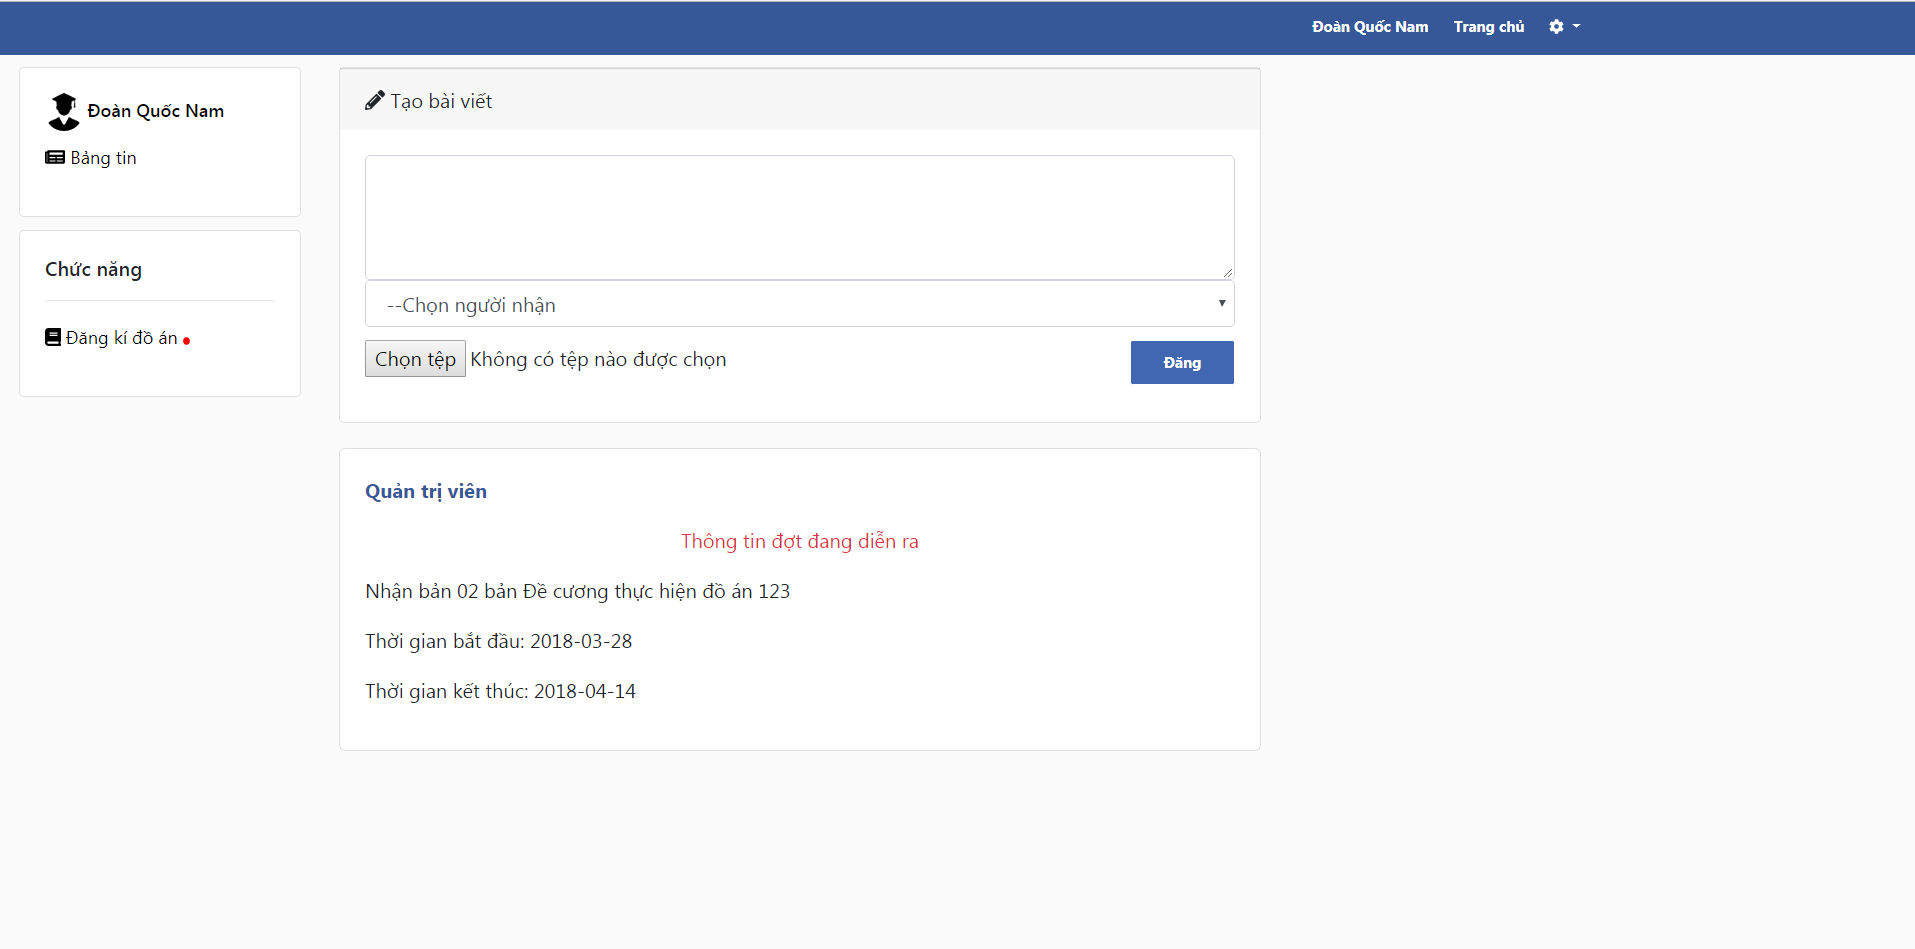 Đoàn Quốc Nam Trang chủ
Đoàn Quốc Nam
Bảng tin
Chức năng
Đăng kí đồ án
Tạo bài viết
--Chọn người nhận
Chọn tệp Không có tệp nào được chọn
Đăng
Quản trị viên
Thông tin đợt đang diễn ra
Nhận bản 02 bản Đề cương thực hiện đồ án 123
Thời gian bắt đầu: 2018-03-28
Thời gian kết thúc: 2018-04-14